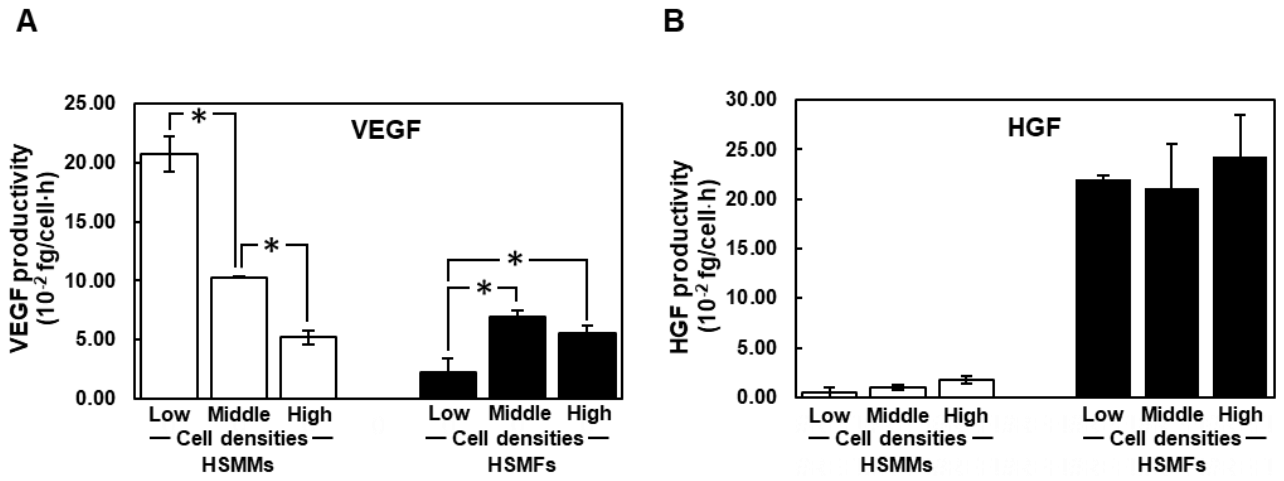 A
VEGF productivity
(10-2 fg/cell·h)
25.00
20.00
15.00
10.00
5.00
0.00
VEGF
*
*
*
*
Low Middle High
Cell densities
HSMMs
Low Middle High
Cell densities
HSMFs
B
HGF productivity
(10-2 fg/cell·h)
30.00
25.00
20.00
15.00
10.00
5.00
0.00
HGF
Low Middle High
Cell densities
HSMMs
Low Middle High
Cell densities
HSMFs